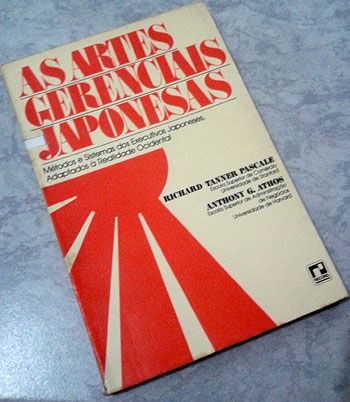 AS ARTES
GERENCIAIS
JAPONESAS
Métodos e Sistemas dos Executivos Japoneses,
Adaptados à Realidade Ocidental
RICHARD TANNER PASCALE
Escola Superior de Comércio
Universidade de Stanford
ANTHONY G. ATHOS
Escola Superior de Administração
de Negócios
Universidade de Harvard
RECORD